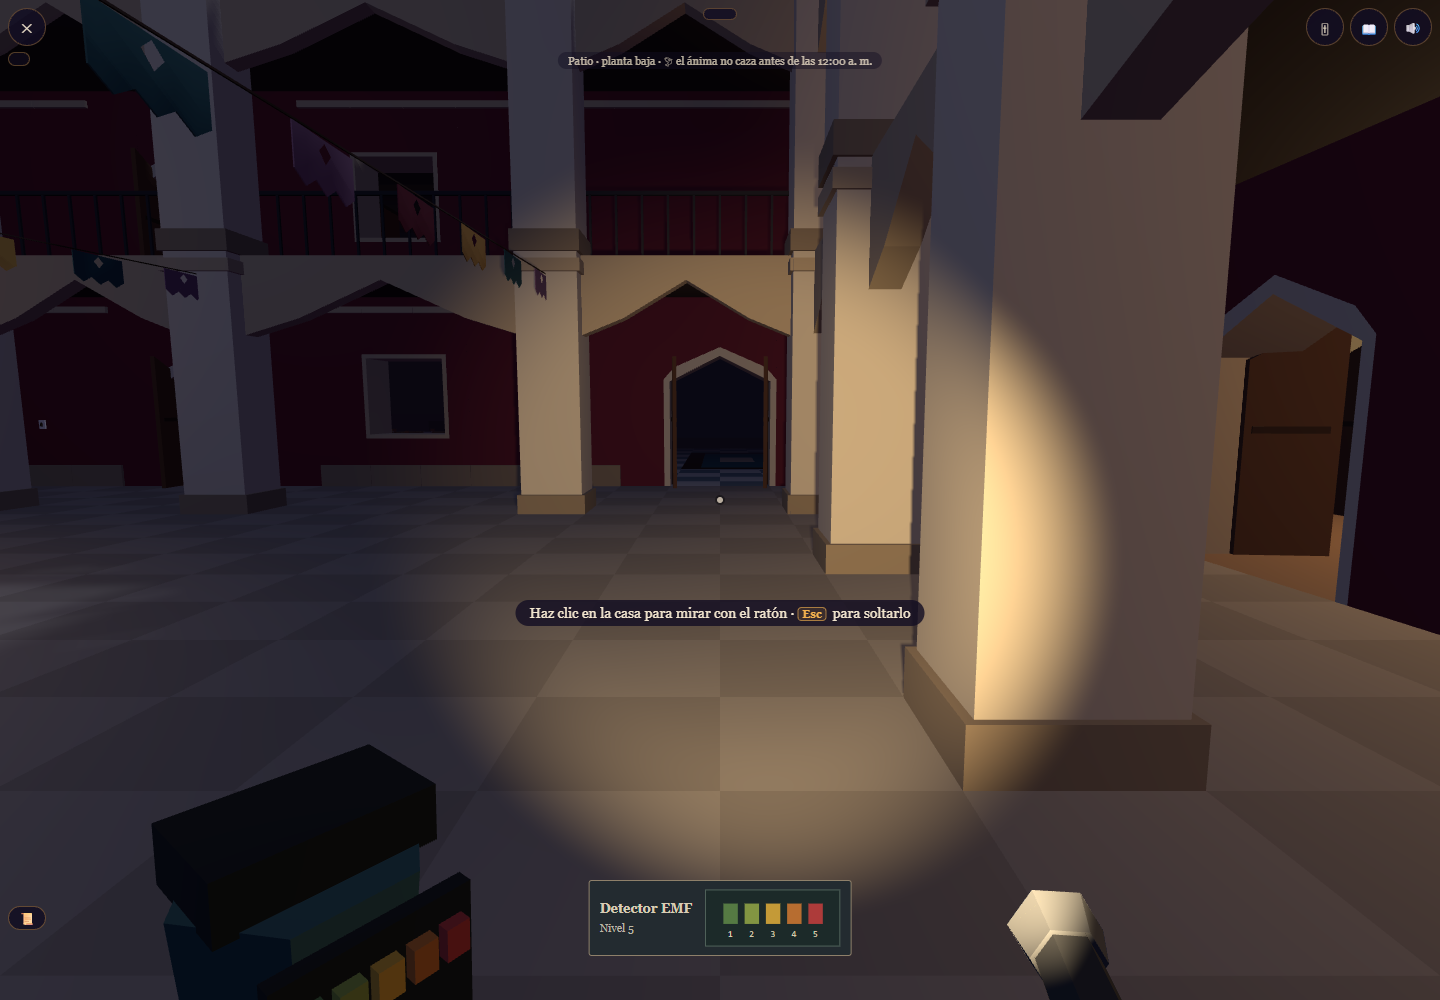 Patio · planta baja · 🕊 el ánima no caza antes de las 12:00 a. m.
Haz clic en la casa para mirar con el ratón · Esc para soltarlo
Detector EMF
Nivel 5
1 2 3 4 5